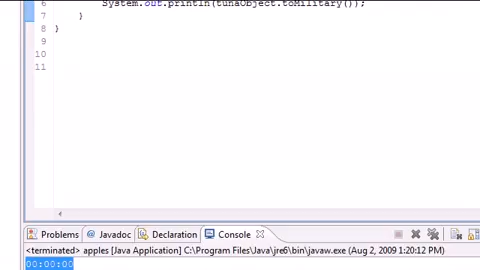 6 System.out.println(tunaObject.toMilitary());
7 }
8 }
9
10
11
Problems @ Javadoc Declaration Console
<terminated> apples [Java Application] C:\Program Files\Java\jre6\bin\javaw.exe (Aug 2, 2009 1:20:12 PM)
00:00:00